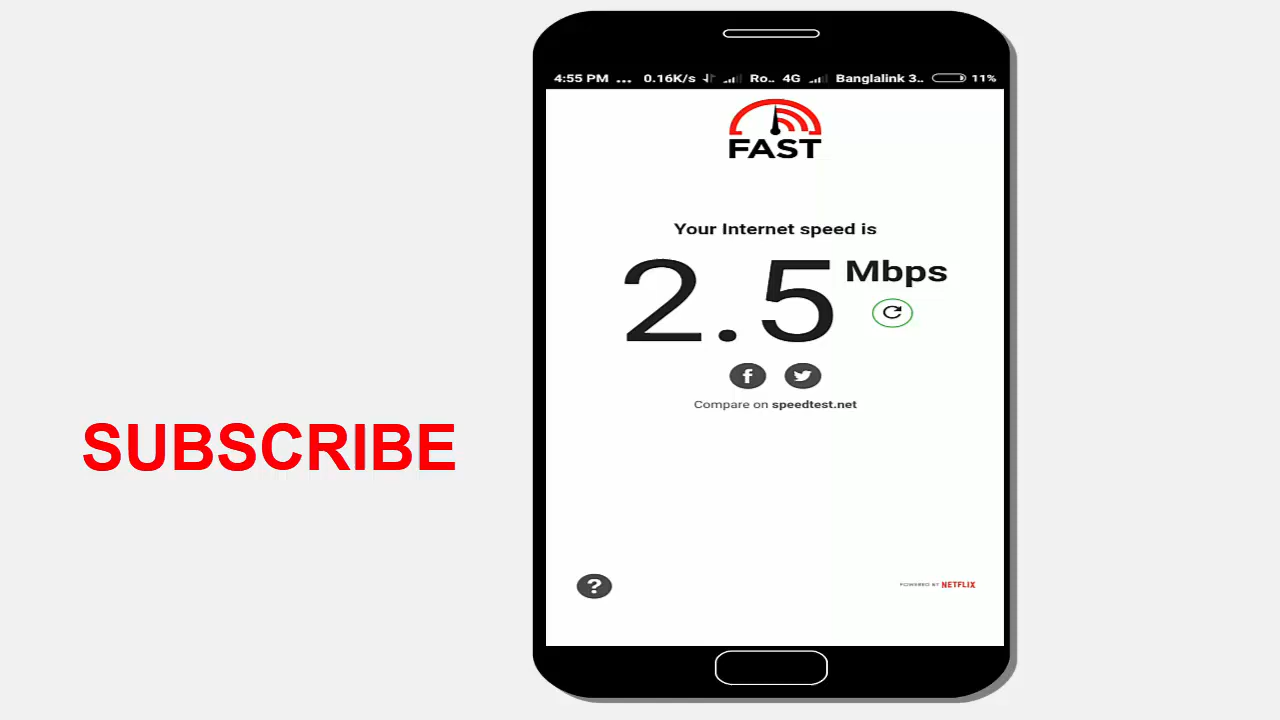 4:55 PM ... 0.16K/s Ro.. 4G Banglalink 3.. 11%
FAST
Your Internet speed is
2.5 Mbps
f
Compare on speedtest.net
SUBSCRIBE
?
POWERED BY NETFLIX